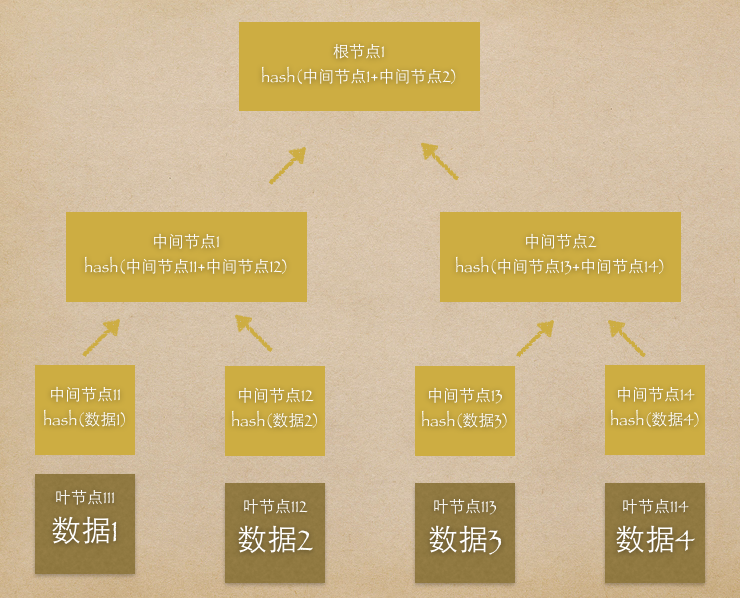 根节点1
hash(中间节点1+中间节点2)
中间节点1
hash(中间节点11+中间节点12)
中间节点2
hash(中间节点13+中间节点14)
中间节点11
hash(数据1)
中间节点12
hash(数据2)
中间节点13
hash(数据3)
中间节点14
hash(数据4)
叶节点111
数据1
叶节点112
数据2
叶节点113
数据3
叶节点114
数据4